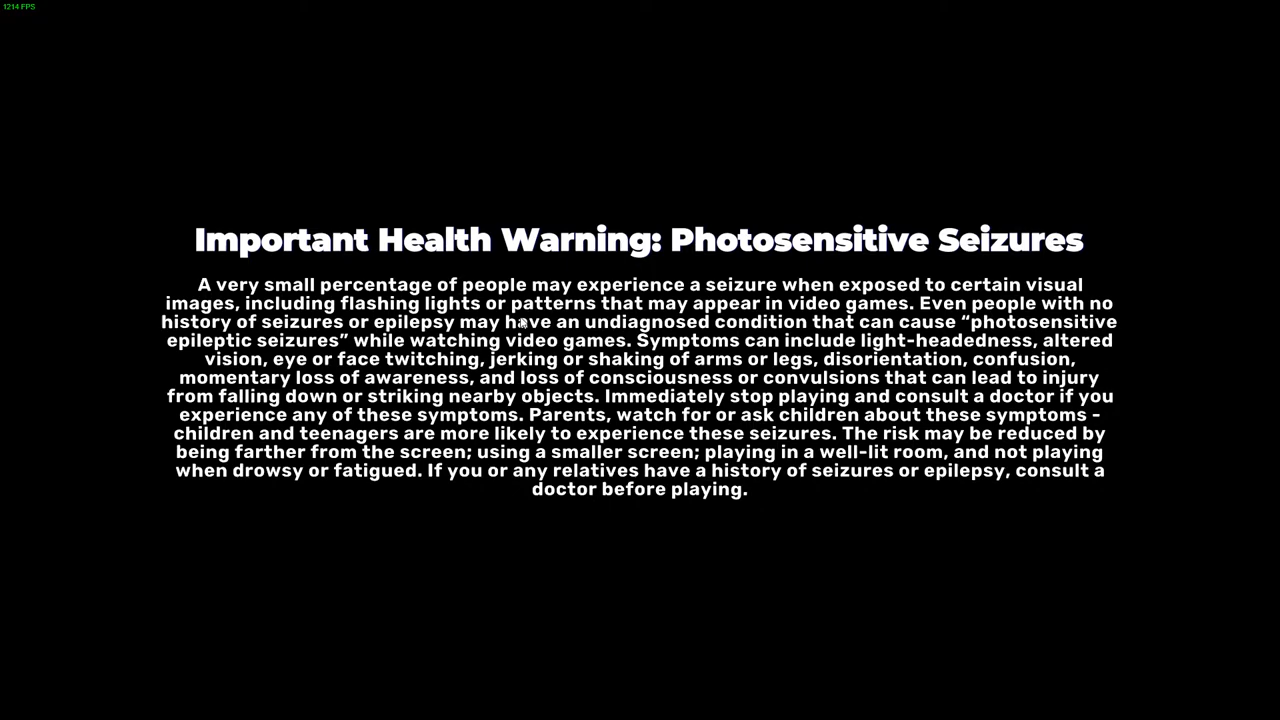 1214 FPS
Important Health Warning: Photosensitive Seizures
A very small percentage of people may experience a seizure when exposed to certain visual
images, including flashing lights or patterns that may appear in video games. Even people with no
history of seizures or epilepsy may have an undiagnosed condition that can cause “photosensitive
epileptic seizures” while watching video games. Symptoms can include light-headedness, altered
vision, eye or face twitching, jerking or shaking of arms or legs, disorientation, confusion,
momentary loss of awareness, and loss of consciousness or convulsions that can lead to injury
from falling down or striking nearby objects. Immediately stop playing and consult a doctor if you
experience any of these symptoms. Parents, watch for or ask children about these symptoms -
children and teenagers are more likely to experience these seizures. The risk may be reduced by
being farther from the screen; using a smaller screen; playing in a well-lit room, and not playing
when drowsy or fatigued. If you or any relatives have a history of seizures or epilepsy, consult a
doctor before playing.